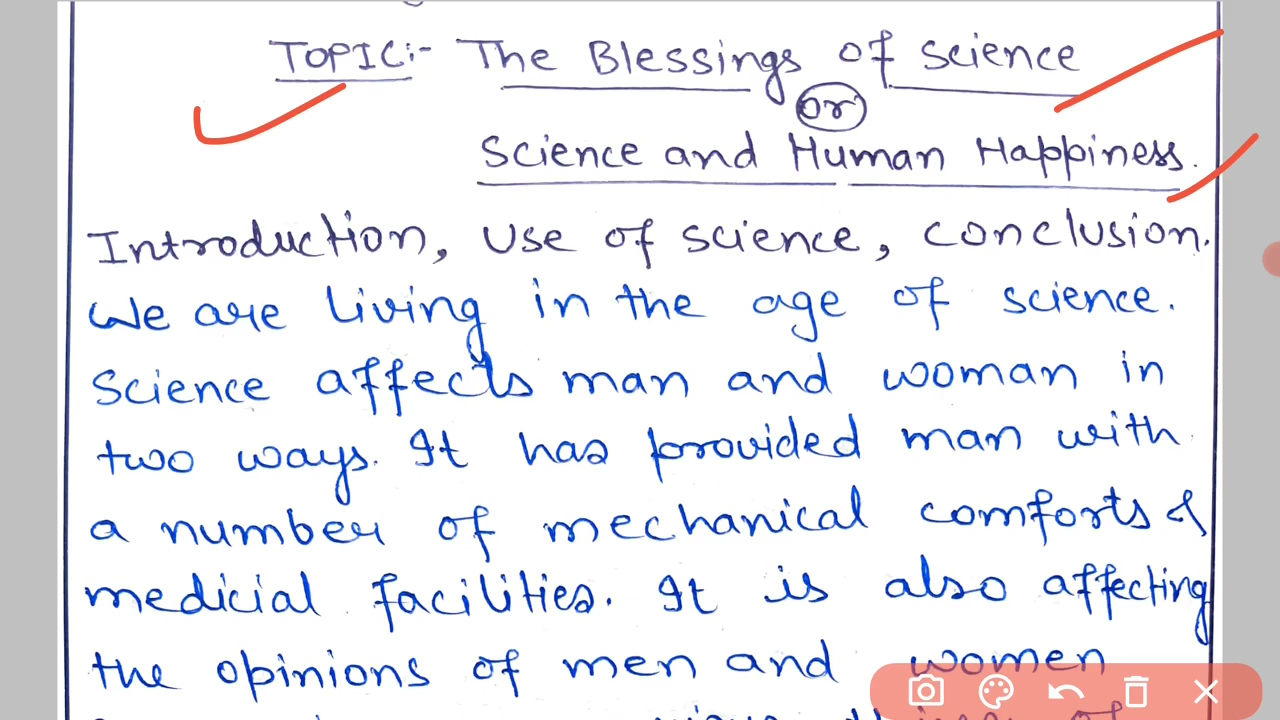 TOPIC:- The Blessings of science
or
Science and Human Happiness.
Introduction, use of science, conclusion.
We are living in the age of science.
Science affects man and woman in
two ways. It has provided man with
a number of mechanical comforts &
medicial facilities. It is also affecting
the opinions of men and women